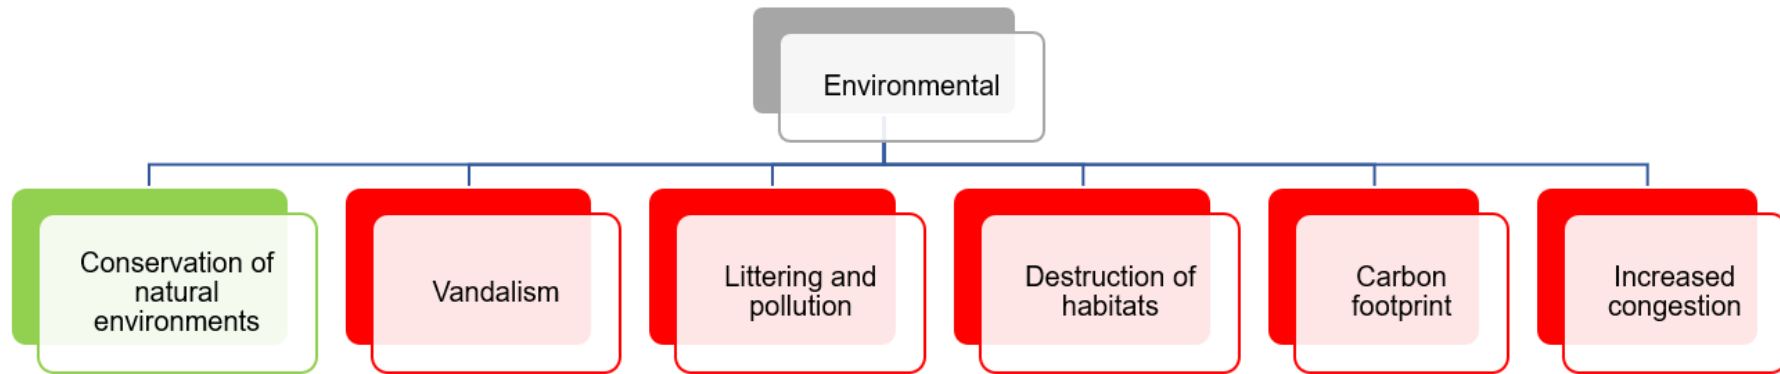 Environmental
Conservation of
natural
environments
Vandalism
Littering and
pollution
Destruction of
habitats
Carbon
footprint
Increased
congestion